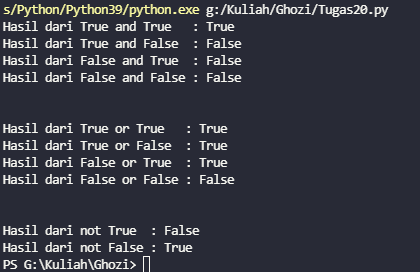 s/Python/Python39/python.exe g:/Kuliah/Ghozi/Tugas20.py
Hasil dari True and True   : True
Hasil dari True and False  : False
Hasil dari False and True  : False
Hasil dari False and False : False
Hasil dari True or True   : True
Hasil dari True or False  : True
Hasil dari False or True  : True
Hasil dari False or False : False
Hasil dari not True  : False
Hasil dari not False : True
PS G:\Kuliah\Ghozi>